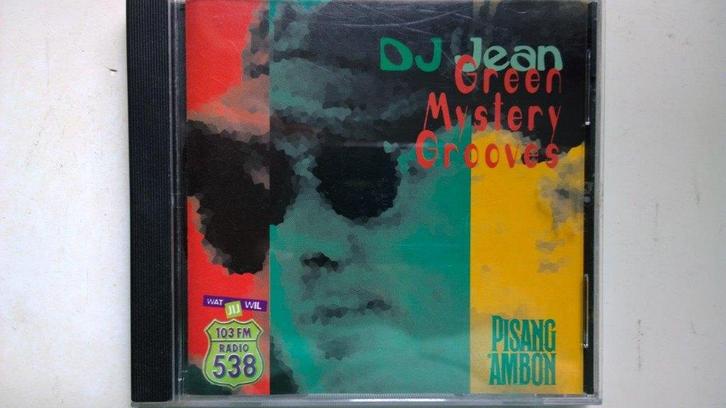 DJ Jean
Green
Mystery
Grooves
WAT JIJ WIL
103 FM
RADIO
538
PISANG
AMBON